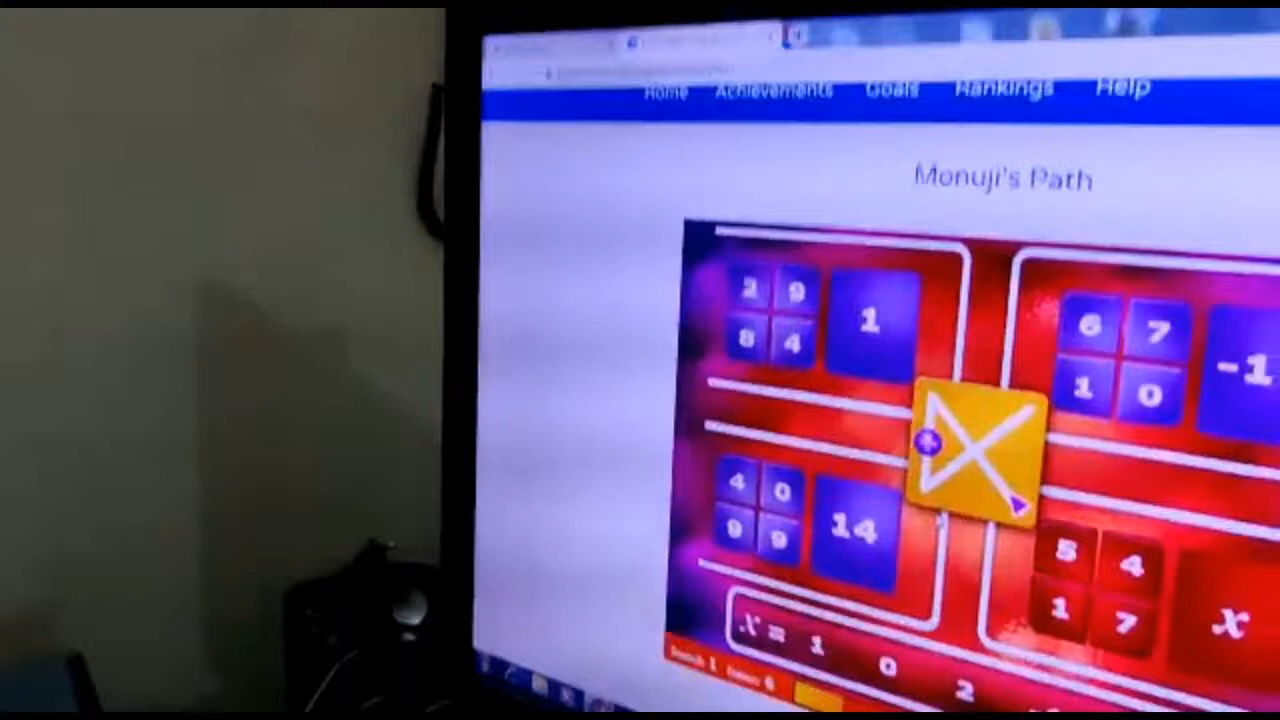 Home Achievements Goals Rankings Help
Monuji's Path
2 9
8 4
1
6 7
1 0
-1
4 0
9 9
14
5 4
1 7
x
x = 1 0 2